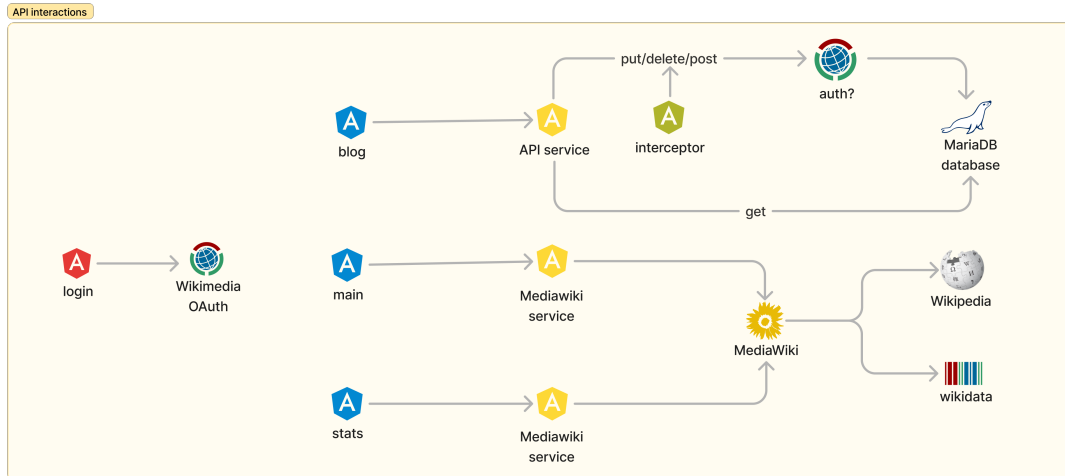 API interactions
put/delete/post
auth?
blog
API service
interceptor
MariaDB
database
get
login
Wikimedia
OAuth
main
Mediawiki
service
Wikipedia
MediaWiki
wikidata
stats
Mediawiki
service